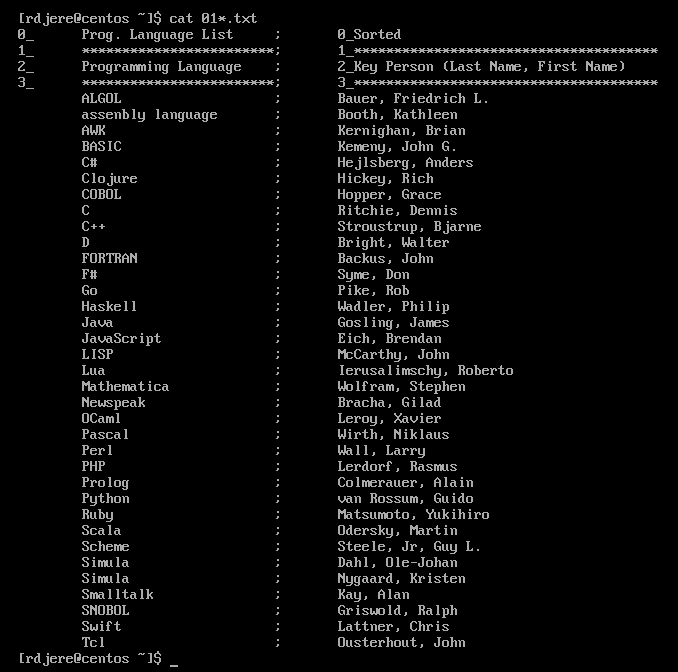 [rdjere@centos ~]$ cat 01*.txt
0_      Prog. Language List     ;       0_Sorted
1_      ************************;       1_**************************************
2_      Programming Language    ;       2_Key Person (Last Name, First Name)
3_      ************************;       3_**************************************
        ALGOL                   ;       Bauer, Friedrich L.
        assenbly language       ;       Booth, Kathleen
        AWK                     ;       Kernighan, Brian
        BASIC                   ;       Kemeny, John G.
        C#                      ;       Hejlsberg, Anders
        Clojure                 ;       Hickey, Rich
        COBOL                   ;       Hopper, Grace
        C                       ;       Ritchie, Dennis
        C++                     ;       Stroustrup, Bjarne
        D                       ;       Bright, Walter
        FORTRAN                 ;       Backus, John
        F#                      ;       Syme, Don
        Go                      ;       Pike, Rob
        Haskell                 ;       Wadler, Philip
        Java                    ;       Gosling, James
        JavaScript              ;       Eich, Brendan
        LISP                    ;       McCarthy, John
        Lua                     ;       Ierusalimschy, Roberto
        Mathematica             ;       Wolfram, Stephen
        Newspeak                ;       Bracha, Gilad
        OCaml                   ;       Leroy, Xavier
        Pascal                  ;       Wirth, Niklaus
        Perl                    ;       Wall, Larry
        PHP                     ;       Lerdorf, Rasmus
        Prolog                  ;       Colmerauer, Alain
        Python                  ;       van Rossum, Guido
        Ruby                    ;       Matsumoto, Yukihiro
        Scala                   ;       Odersky, Martin
        Scheme                  ;       Steele, Jr, Guy L.
        Simula                  ;       Dahl, Ole-Johan
        Simula                  ;       Nygaard, Kristen
        Smalltalk               ;       Kay, Alan
        SNOBOL                  ;       Griswold, Ralph
        Swift                   ;       Lattner, Chris
        Tcl                     ;       Ousterhout, John
[rdjere@centos ~]$ _